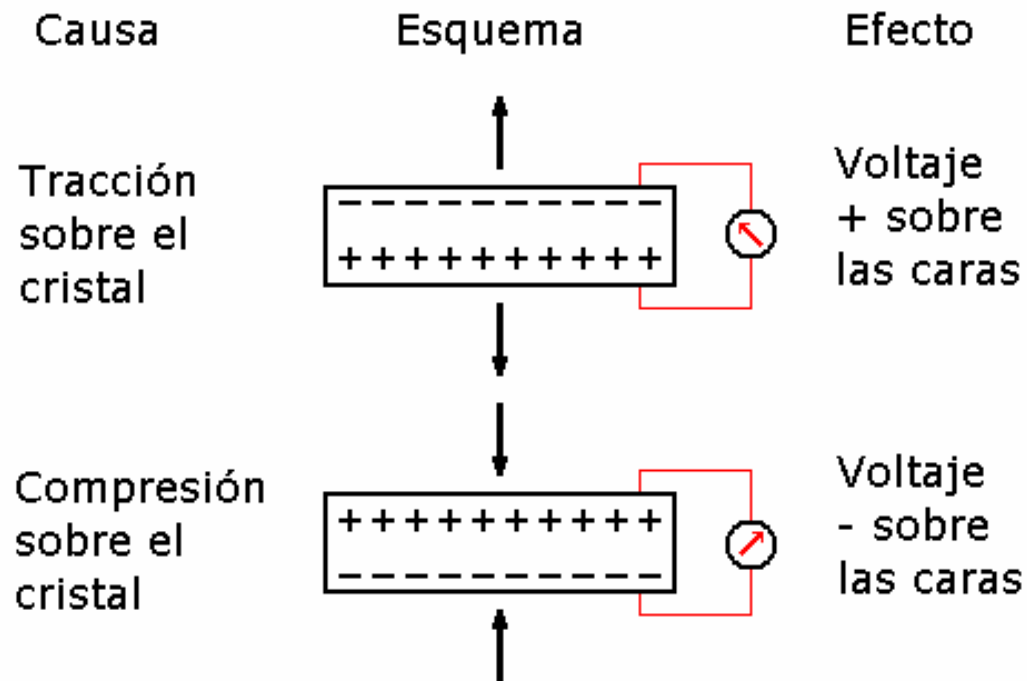 Causa Esquema Efecto
Tracción
sobre el
cristal
– – – – – – – – – –
+ + + + + + + + + +
Voltaje
+ sobre
las caras
Compresión
sobre el
cristal
+ + + + + + + + + +
– – – – – – – – – –
Voltaje
- sobre
las caras